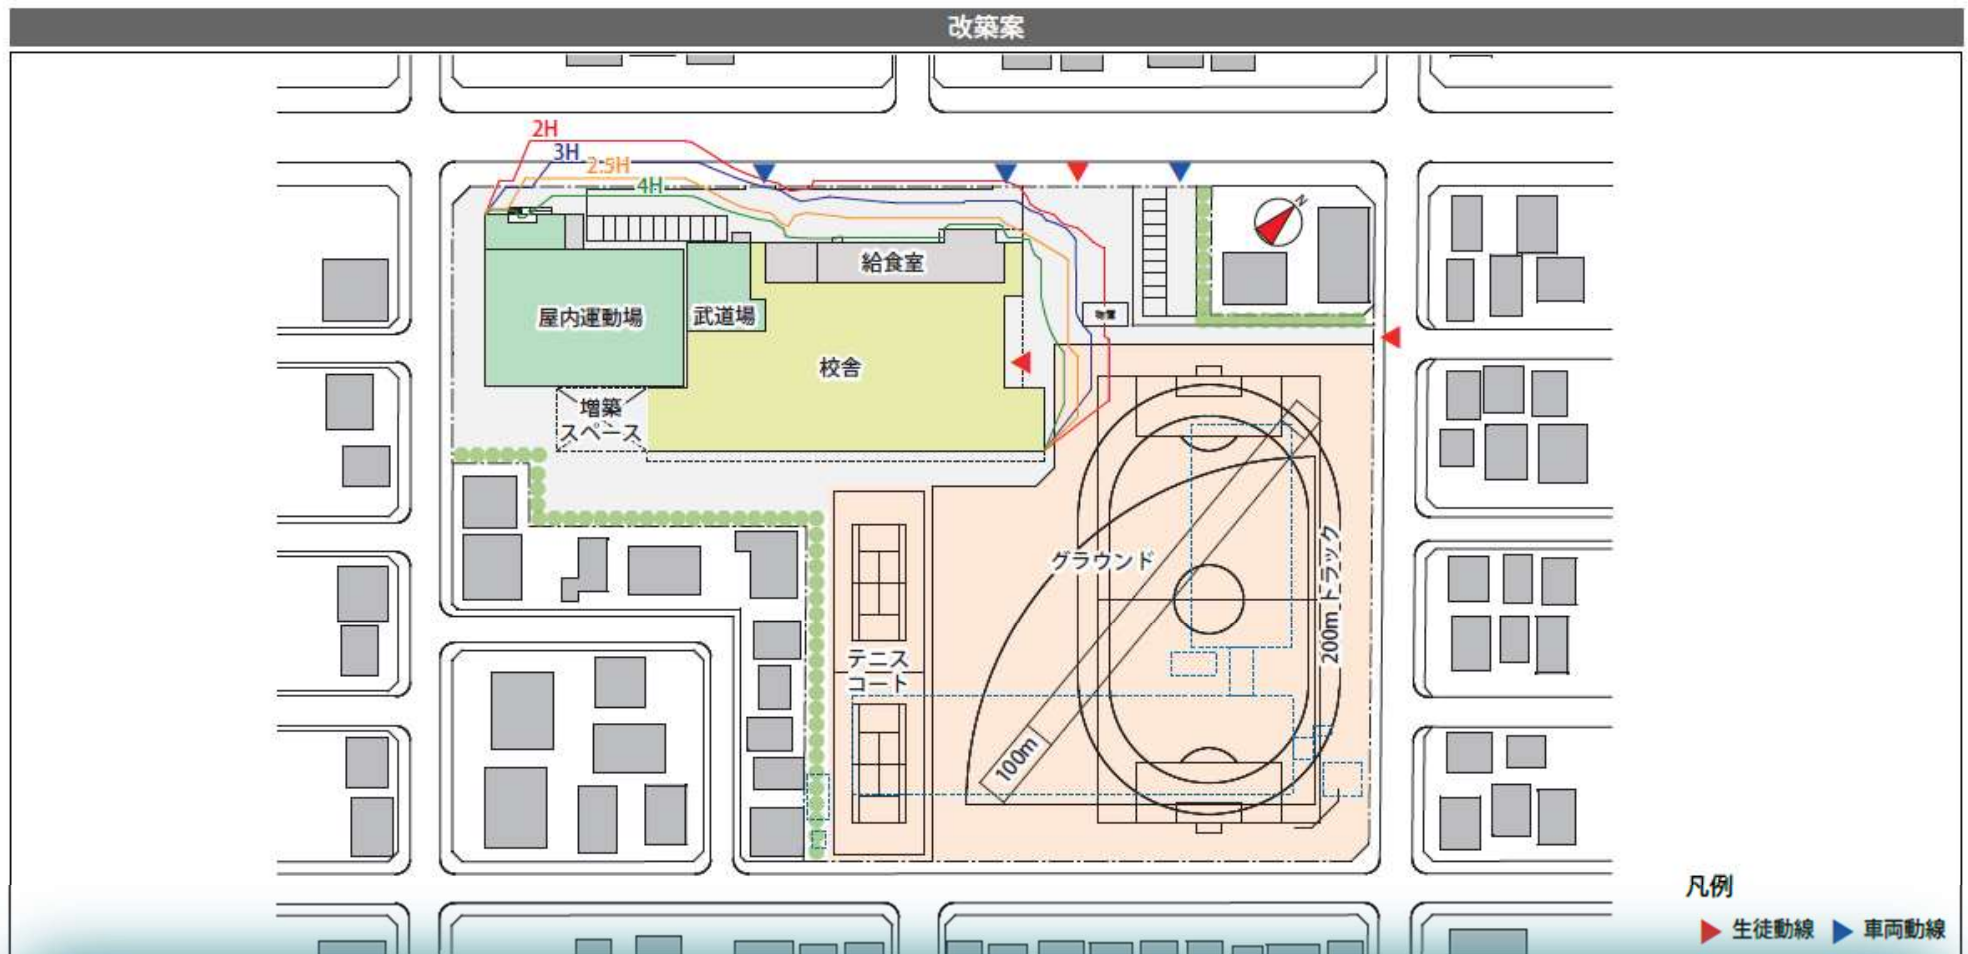 改築案
2H
3H
2.5H
4H
N
給食室
屋内運動場
武道場
物置
校舎
増築
スペース
グラウンド
200mトラック
テニス
コート
100m
凡例
生徒動線
車両動線